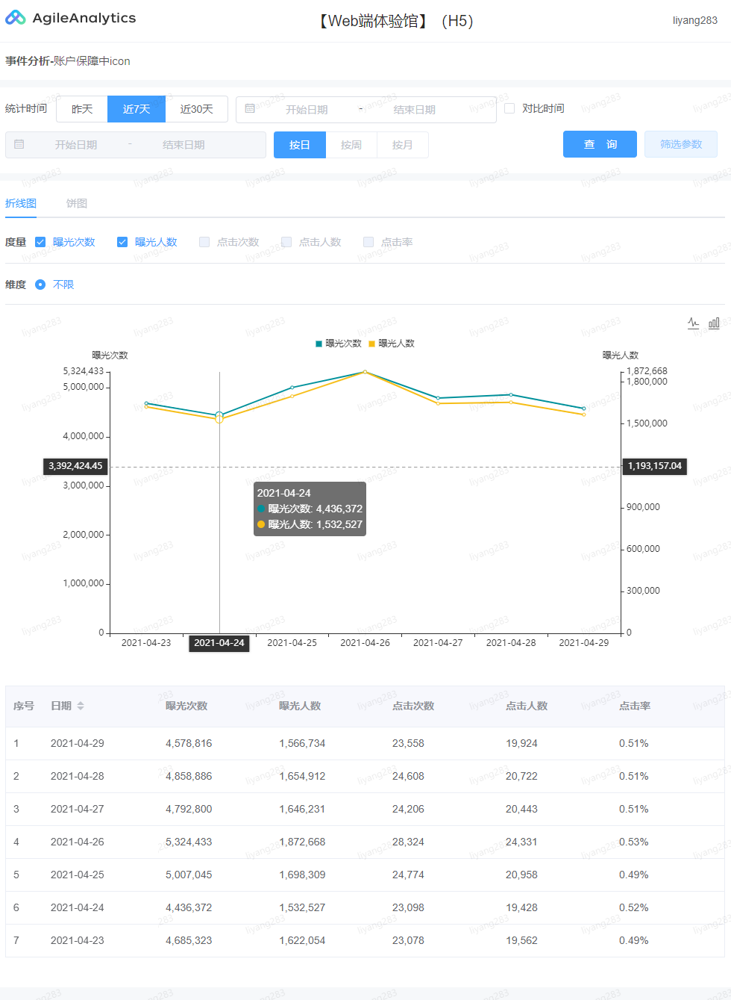 AgileAnalytics
【Web端体验馆】（H5）
liyang283
事件分析-账户保障中icon
统计时间 昨天 近7天 近30天 开始日期 - 结束日期 对比时间
开始日期 - 结束日期 按日 按周 按月 查 询 筛选参数
折线图 饼图
度量 曝光次数 曝光人数 点击次数 点击人数 点击率
维度 不限
曝光次数 曝光人数
曝光次数 曝光人数
5,324,433 1,872,668
5,000,000 1,800,000
1,500,000
4,000,000
3,392,424.45 1,193,157.04
3,000,000
2021-04-24
曝光次数: 4,436,372
曝光人数: 1,532,527
900,000
2,000,000
600,000
1,000,000
300,000
0 0
2021-04-23 2021-04-24 2021-04-25 2021-04-26 2021-04-27 2021-04-28 2021-04-29
序号 日期 曝光次数 曝光人数 点击次数 点击人数 点击率
1 2021-04-29 4,578,816 1,566,734 23,558 19,924 0.51%
2 2021-04-28 4,858,886 1,654,912 24,608 20,722 0.51%
3 2021-04-27 4,792,800 1,646,231 24,206 20,443 0.51%
4 2021-04-26 5,324,433 1,872,668 28,324 24,331 0.53%
5 2021-04-25 5,007,045 1,698,309 24,774 20,958 0.49%
6 2021-04-24 4,436,372 1,532,527 23,098 19,428 0.52%
7 2021-04-23 4,685,323 1,622,054 23,078 19,562 0.49%